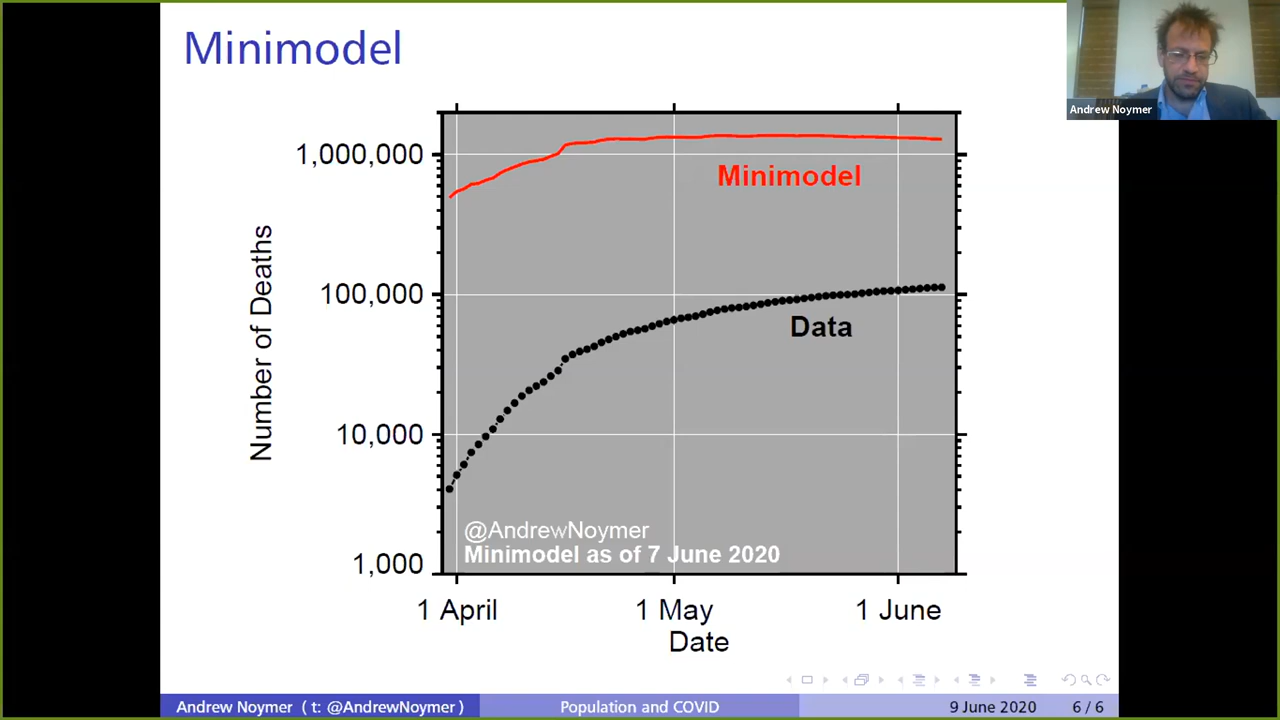 Minimodel
Andrew Noymer
1,000,000
100,000
10,000
1,000
Number of Deaths
Minimodel
Data
@AndrewNoymer
Minimodel as of 7 June 2020
1 April
1 May
1 June
Date
Andrew Noymer ( t: @AndrewNoymer )
Population and COVID
9 June 2020
6 / 6